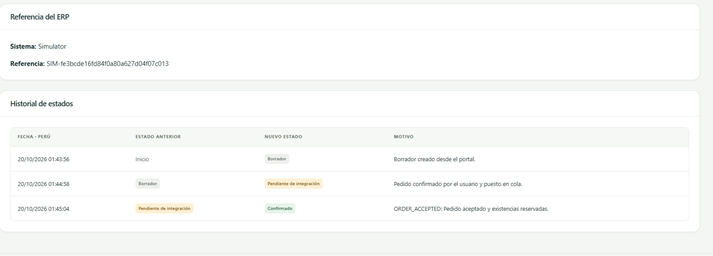 Referencia del ERP
Sistema: Simulator
Referencia: SIM-fe3bcde16fd84f0a80a627d04f07c013
Historial de estados
FECHA - PERÚ ESTADO ANTERIOR NUEVO ESTADO MOTIVO
20/10/2026 01:43:56 Inicio Borrador Borrador creado desde el portal.
20/10/2026 01:44:58 Borrador Pendiente de integración Pedido confirmado por el usuario y puesto en cola.
20/10/2026 01:45:04 Pendiente de integración Confirmado ORDER_ACCEPTED: Pedido aceptado y existencias reservadas.